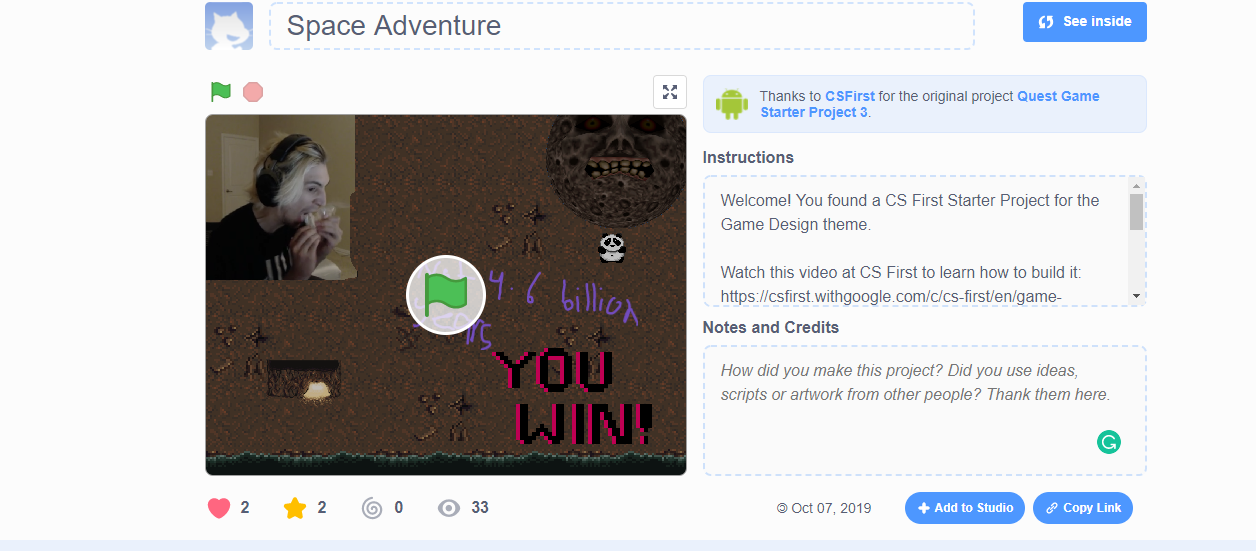 Space Adventure
See inside
Thanks to CSFirst for the original project Quest Game
Starter Project 3.
Instructions
Welcome! You found a CS First Starter Project for the
Game Design theme.
Watch this video at CS First to learn how to build it:
https://csfirst.withgoogle.com/c/cs-first/en/game-
4.6 billion
YOU
WIN!
Notes and Credits
How did you make this project? Did you use ideas,
scripts or artwork from other people? Thank them here.
2
2
0
33
Oct 07, 2019
Add to Studio
Copy Link